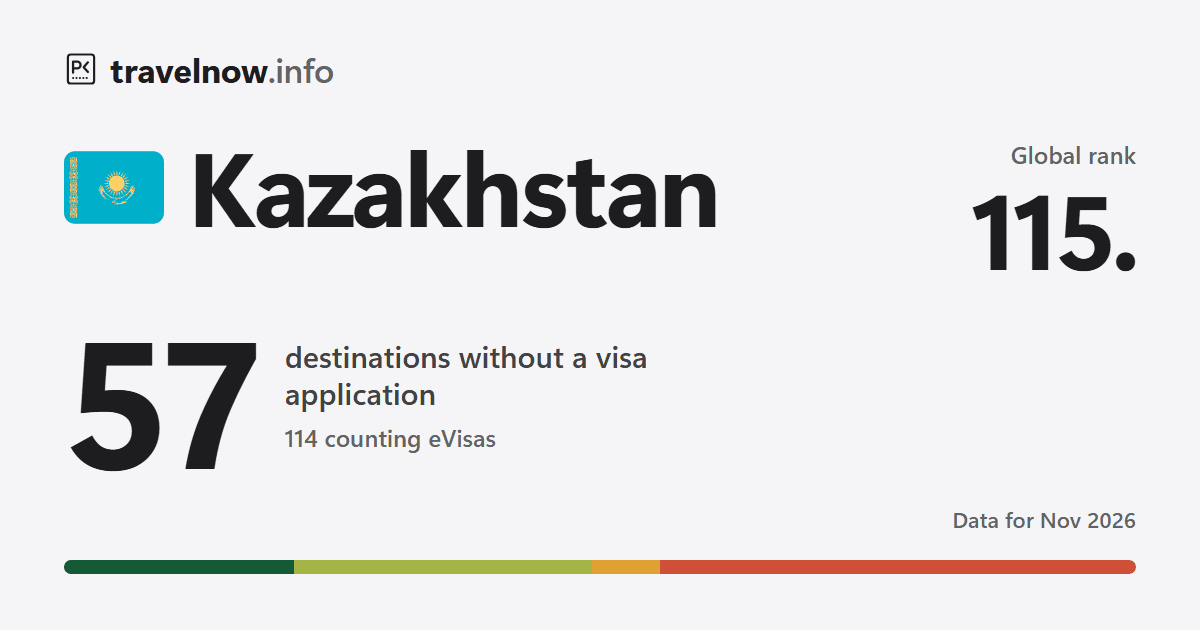 travelnow.info
Kazakhstan
Global rank
115.
57
destinations without a visa
application
114 counting eVisas
Data for Nov 2026